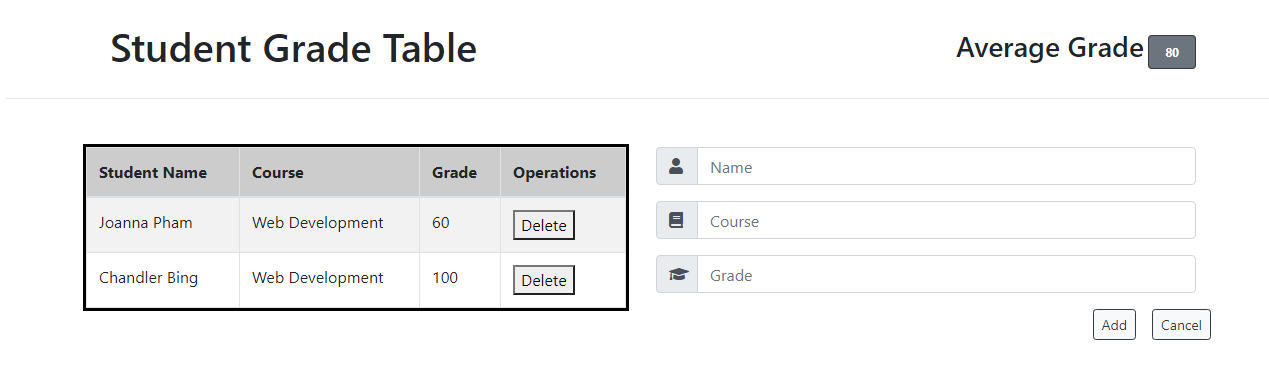 Student Grade Table
Average Grade 80
Student Name Course Grade Operations
Joanna Pham Web Development 60 Delete
Chandler Bing Web Development 100 Delete
Name
Course
Grade
Add Cancel